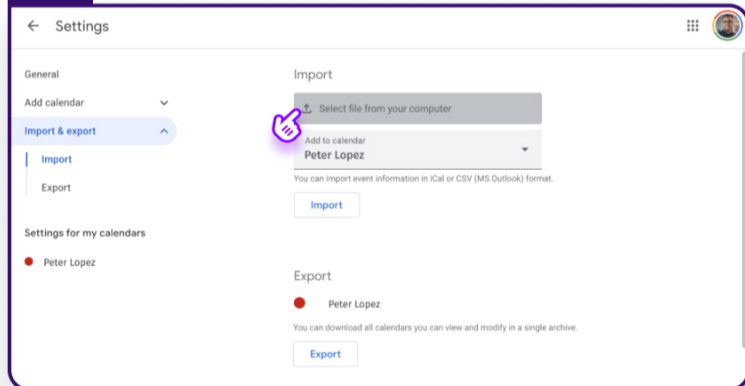 Settings
General
Add calendar
Import & export
Import
Export
Settings for my calendars
Peter Lopez
Import
Select file from your computer
Add to calendar
Peter Lopez
You can import event information in iCal or CSV (MS Outlook) format.
Import
Export
Peter Lopez
You can download all calendars you can view and modify in a single archive.
Export